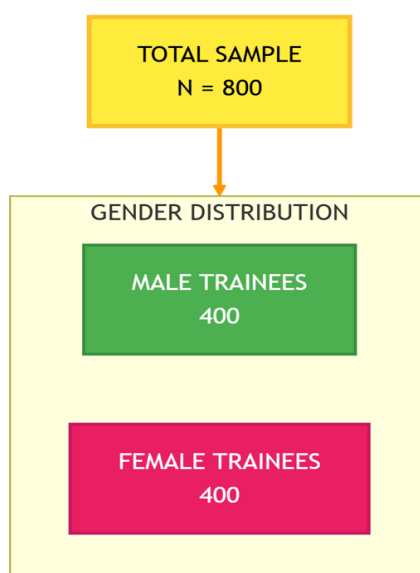 TOTAL SAMPLE
N = 800
GENDER DISTRIBUTION
MALE TRAINEES
400
FEMALE TRAINEES
400